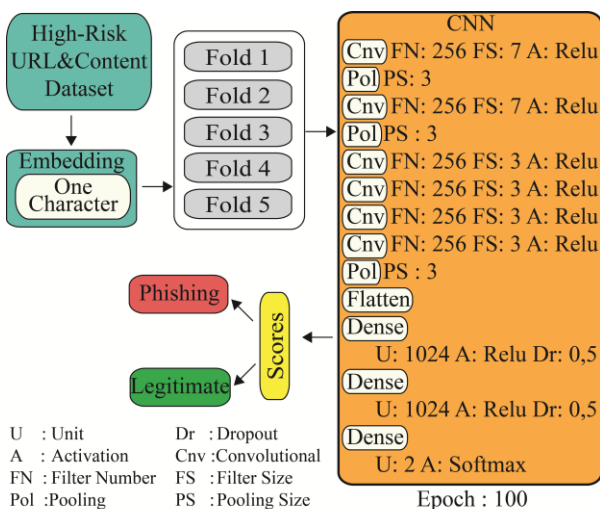 High-Risk
URL&Content
Dataset
Embedding
One
Character
Fold 1
Fold 2
Fold 3
Fold 4
Fold 5
CNN
Cnv FN: 256 FS: 7 A: Relu
Pol PS: 3
Cnv FN: 256 FS: 7 A: Relu
Pol PS : 3
Cnv FN: 256 FS: 3 A: Relu
Cnv FN: 256 FS: 3 A: Relu
Cnv FN: 256 FS: 3 A: Relu
Cnv FN: 256 FS: 3 A: Relu
Pol PS : 3
Flatten
Dense
U: 1024 A: Relu Dr: 0,5
Dense
U: 1024 A: Relu Dr: 0,5
Dense
U: 2 A: Softmax
Epoch : 100
Scores
Phishing
Legitimate
U : Unit Dr : Dropout
A : Activation Cnv : Convolutional
FN : Filter Number FS : Filter Size
Pol : Pooling PS : Pooling Size